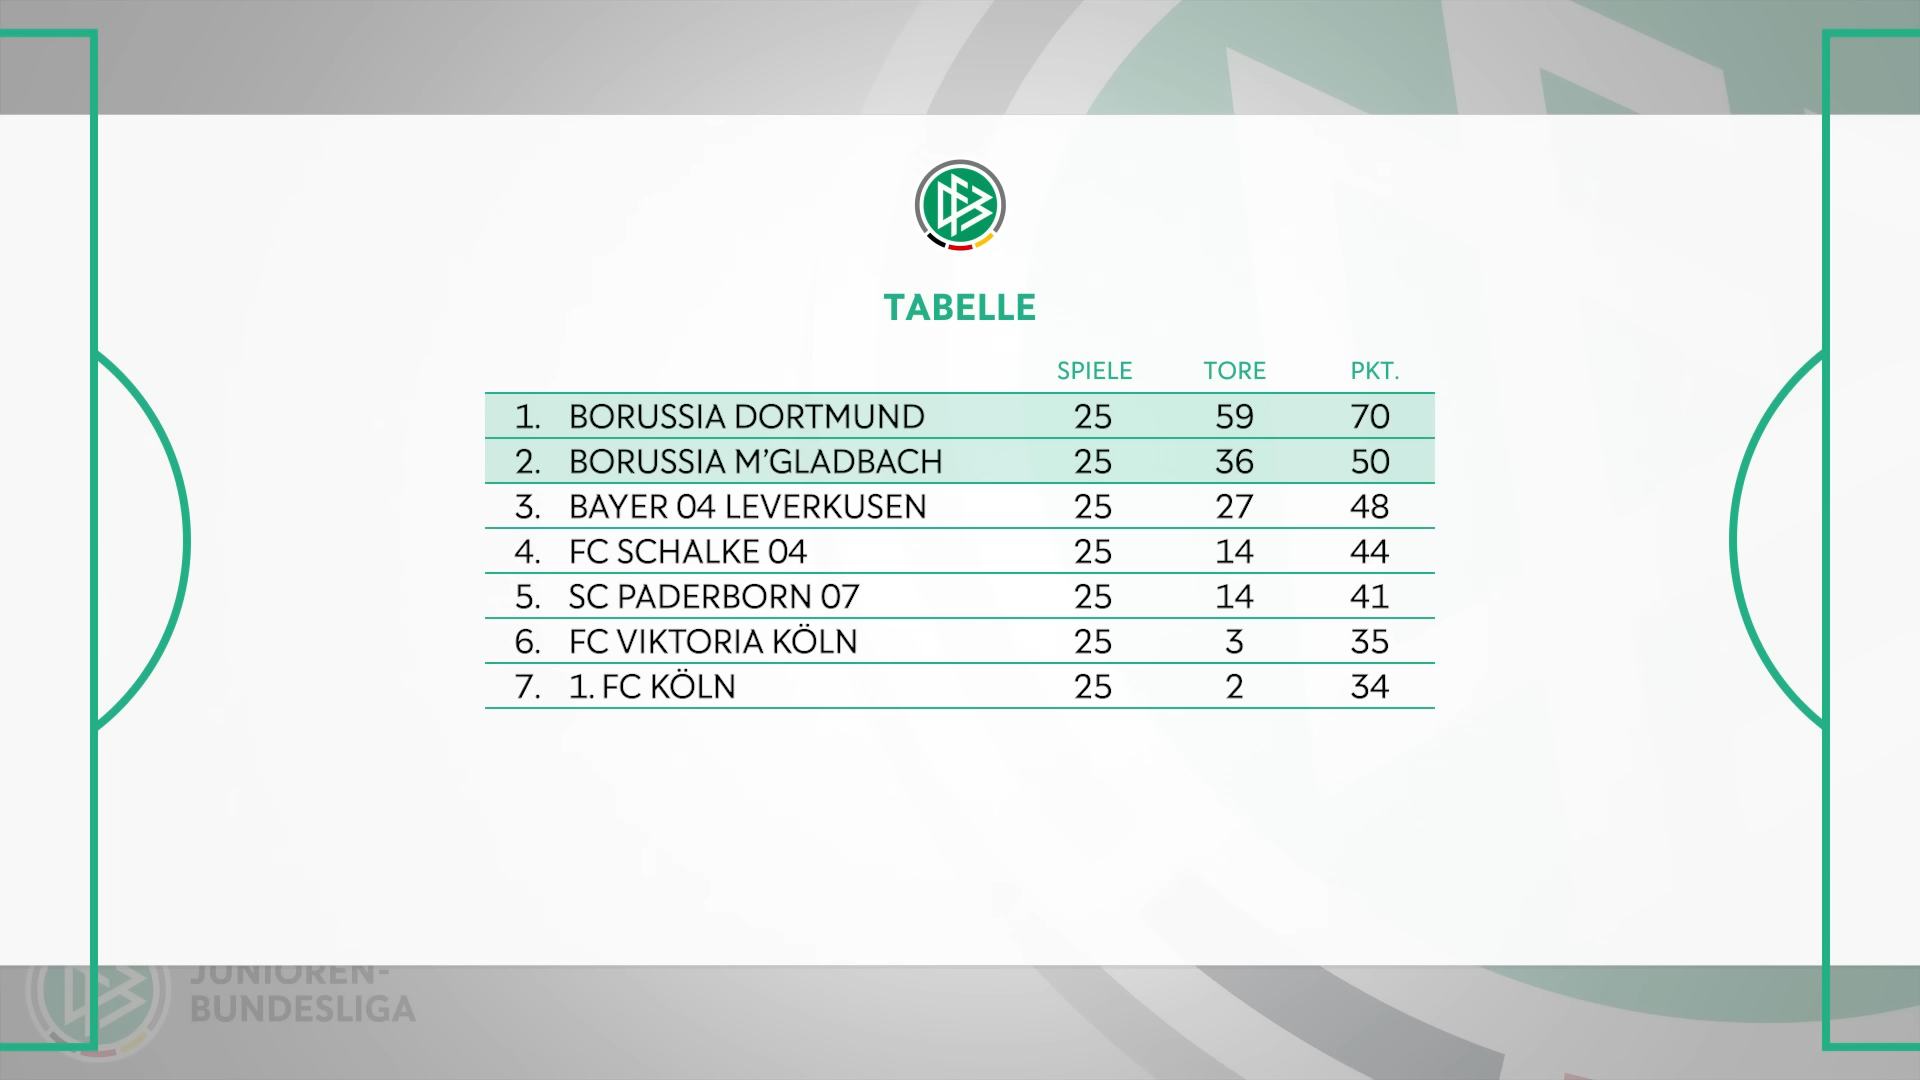 TABELLE
SPIELE TORE PKT.
1. BORUSSIA DORTMUND 25 59 70
2. BORUSSIA M'GLADBACH 25 36 50
3. BAYER 04 LEVERKUSEN 25 27 48
4. FC SCHALKE 04 25 14 44
5. SC PADERBORN 07 25 14 41
6. FC VIKTORIA KÖLN 25 3 35
7. 1. FC KÖLN 25 2 34
JUNIOREN-
BUNDESLIGA